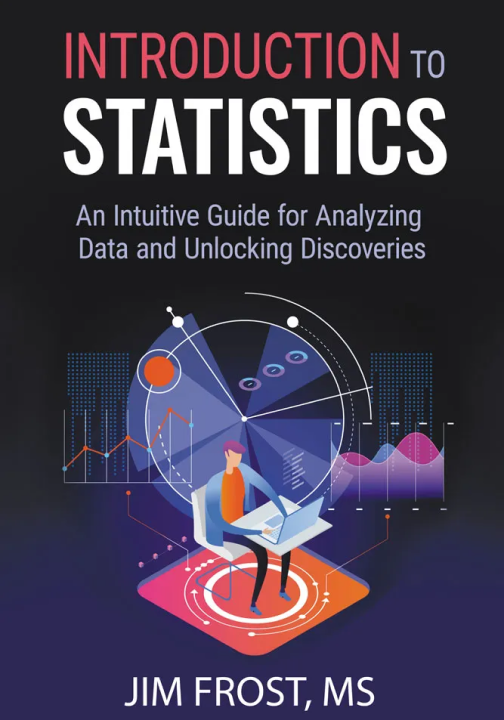 INTRODUCTION TO
STATISTICS
An Intuitive Guide for Analyzing
Data and Unlocking Discoveries
JIM FROST, MS